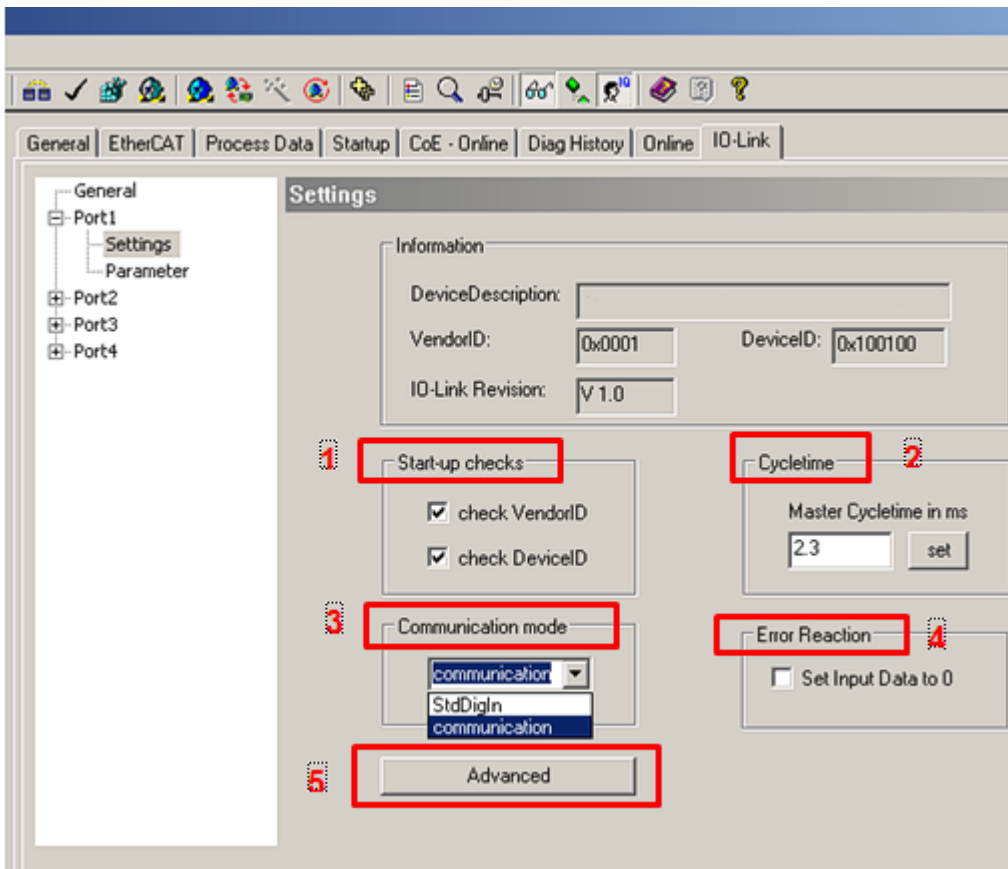 General EtherCAT Process Data Startup CoE - Online Diag History Online IO-Link
General
Port1
Settings
Parameter
Port2
Port3
Port4
Settings
Information
DeviceDescription:
VendorID: 0x0001 DeviceID: 0x100100
IO-Link Revision: V 1.0
1 Start-up checks
check VendorID
check DeviceID
Cycletime 2
Master Cycletime in ms
2.3 set
3 Communication mode
communication
StdDigIn
communication
Error Reaction 4
Set Input Data to 0
5 Advanced